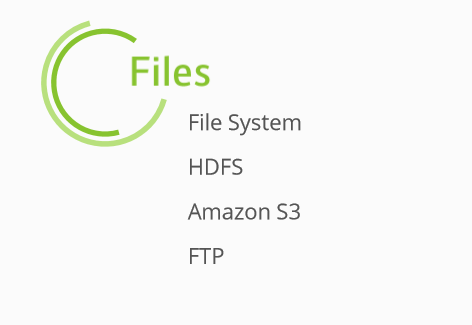 Files
File System
HDFS
Amazon S3
FTP